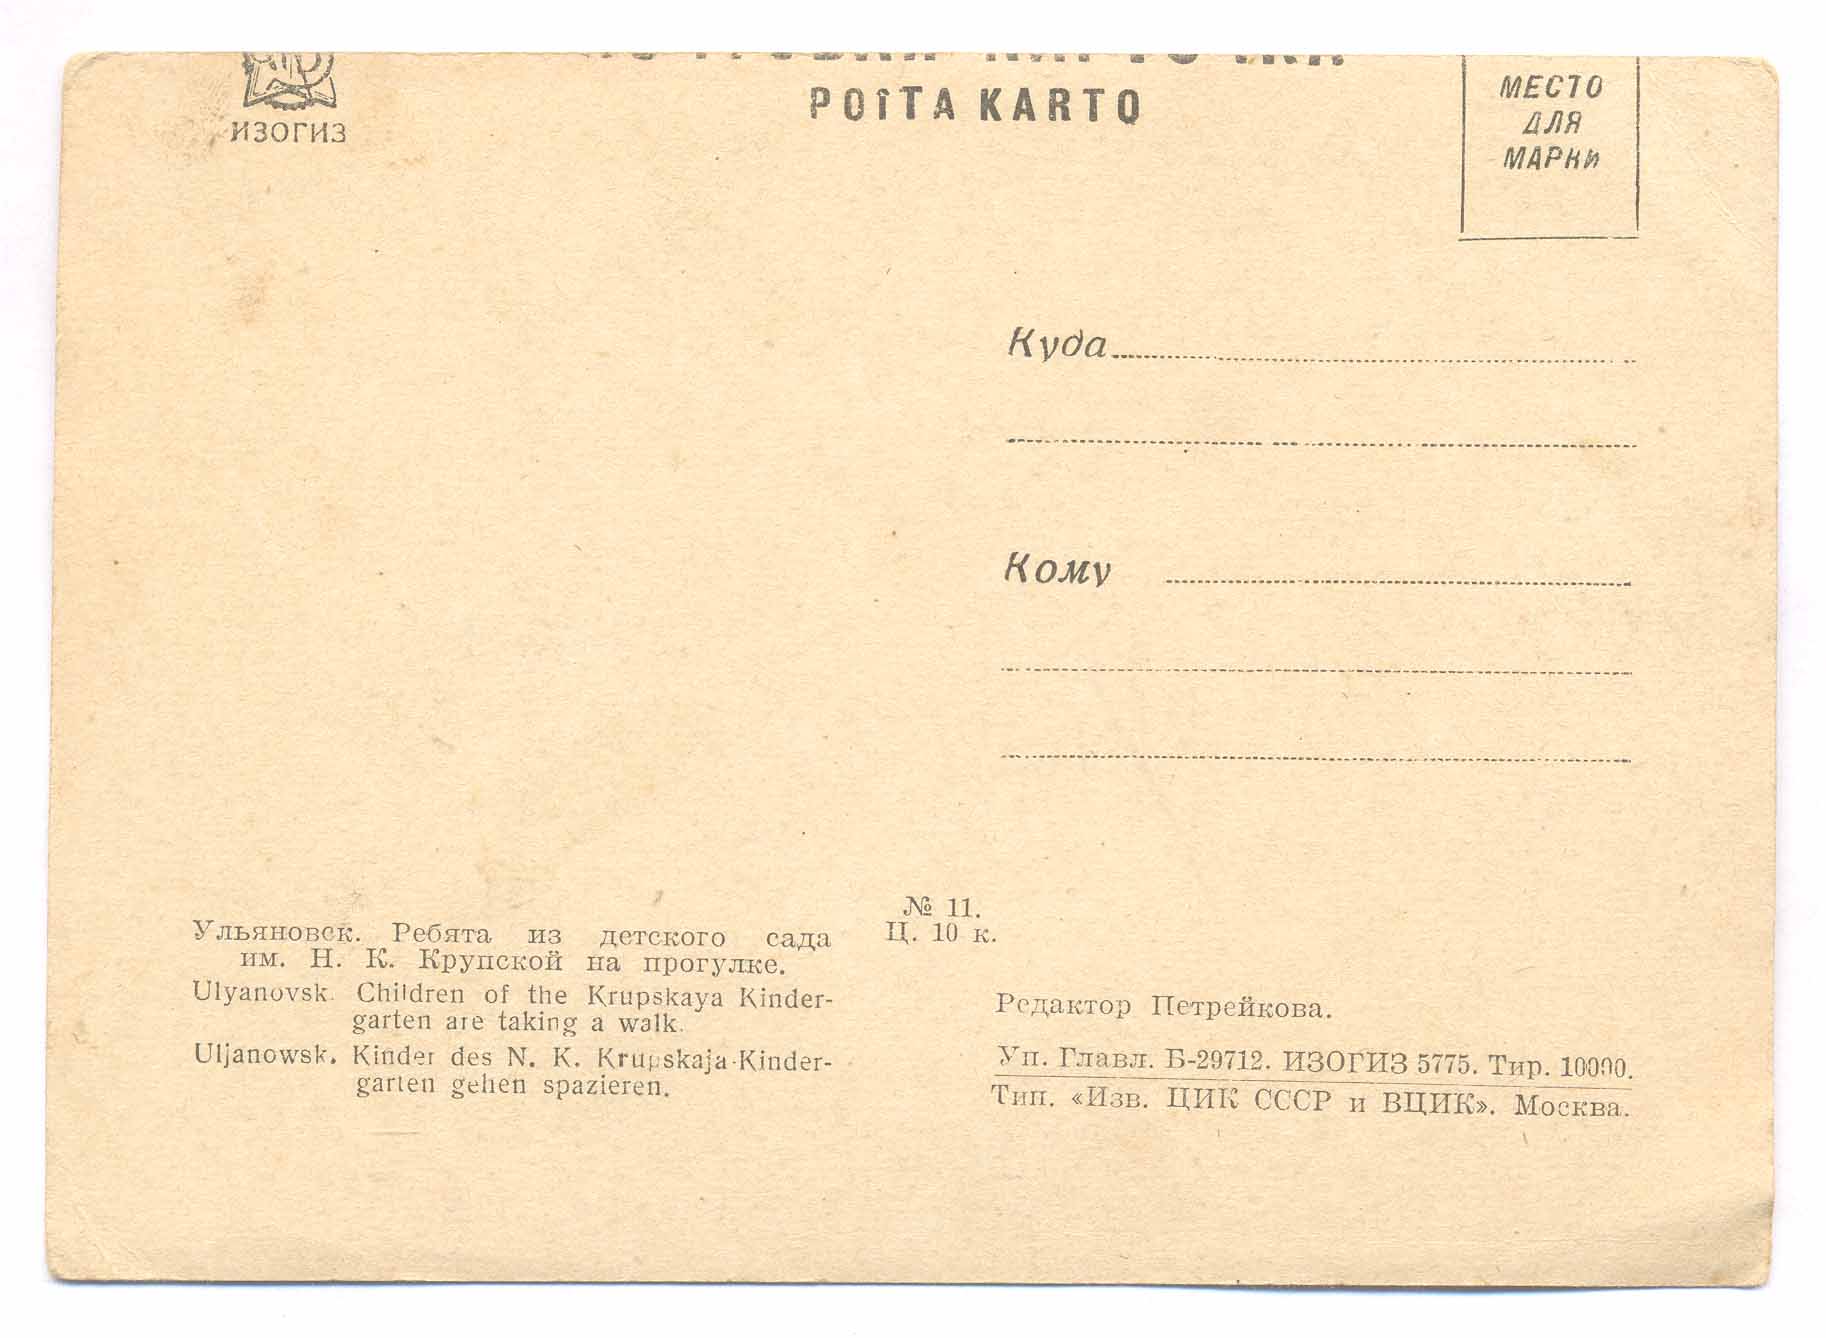 ИЗОГИЗ
POîTA KARTQ
МЕСТО
ДЛЯ
МАРКИ
Куда
Кому
№ 11.
Ц. 10 к.
Ульяновск. Ребята из детского сада
им. Н. К. Крупской на прогулке.
Ulyanovsk. Children of the Krupskaya Kinder-
garten are taking a walk.
Uljanowsk. Kinder des N. K. Krupskaja-Kinder-
garten gehen spazieren.
Редактор Петрейкова.
Уп. Главл. Б-29712. ИЗОГИЗ 5775. Тир. 10000.
Тип. «Изв. ЦИК СССР и ВЦИК». Москва.